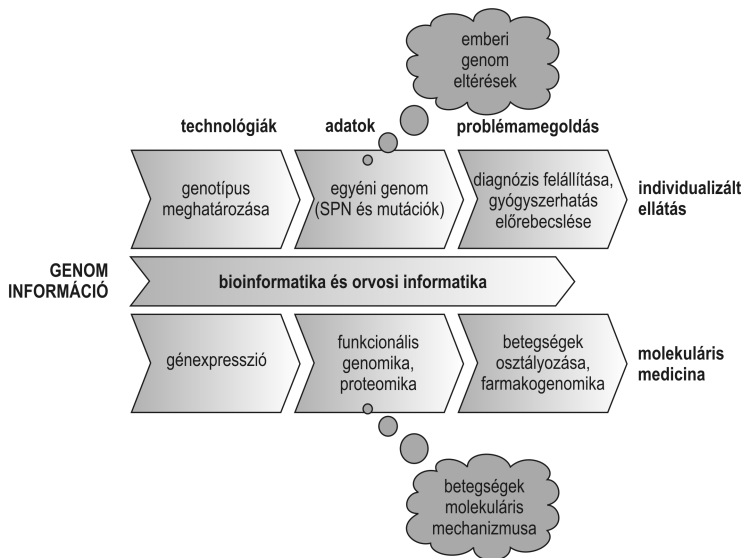 emberi
genom
eltérések
technológiák
adatok
problémamegoldás
genotípus
meghatározása
egyéni genom
(SPN és mutációk)
diagnózis felállítása,
gyógyszerhatás
előrebecslése
individualizált
ellátás
GENOM
INFORMÁCIÓ
bioinformatika és orvosi informatika
génexpresszió
funkcionális
genomika,
proteomika
betegségek
osztályozása,
farmakogenomika
molekuláris
medicina
betegségek
molekuláris
mechanizmusa